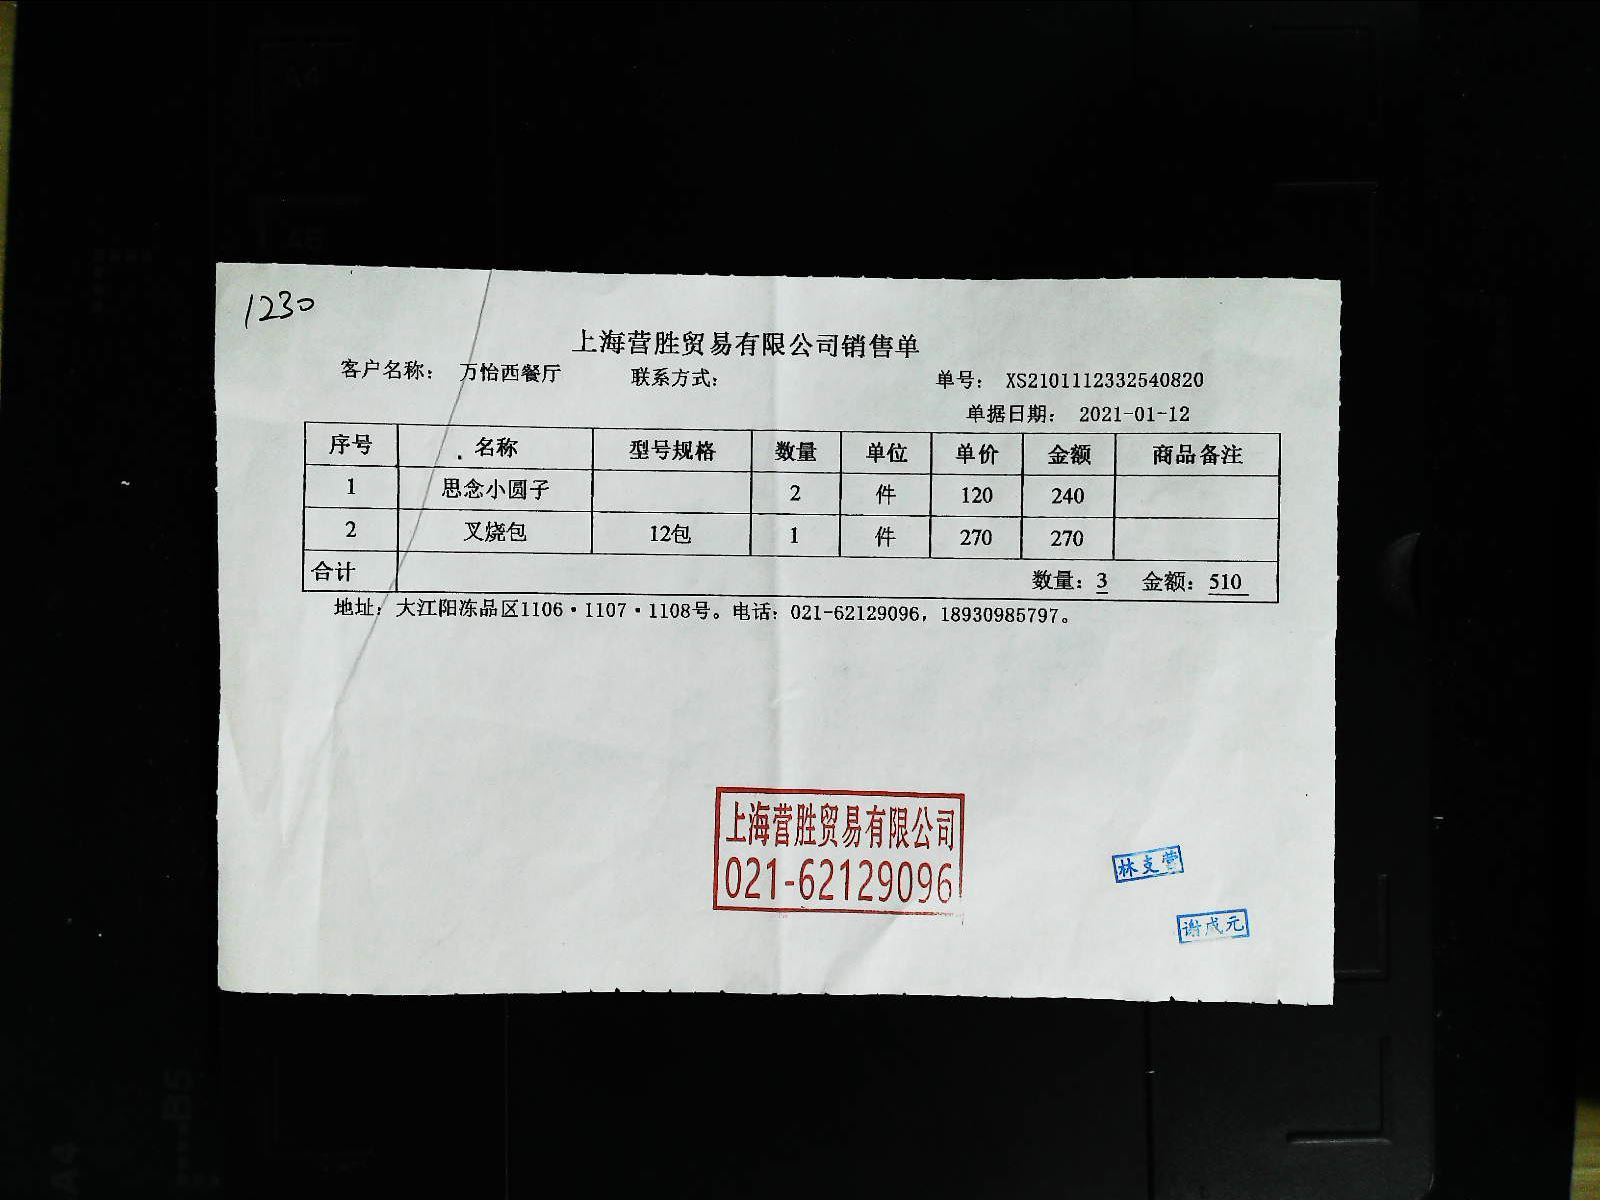 1230
上海营胜贸易有限公司销售单
客户名称： 万怡西餐厅 联系方式： 单号： XS2101112332540820
单据日期： 2021-01-12
序号 名称 型号规格 数量 单位 单价 金额 商品备注
1 思念小圆子 2 件 120 240
2 叉烧包 12包 1 件 270 270
合计 数量：3 金额：510
地址：大江阳冻品区1106·1107·1108号。电话：021-62129096，18930985797。
上海营胜贸易有限公司
021-62129096
林支营
谢成元
A4
A5
B5
A4